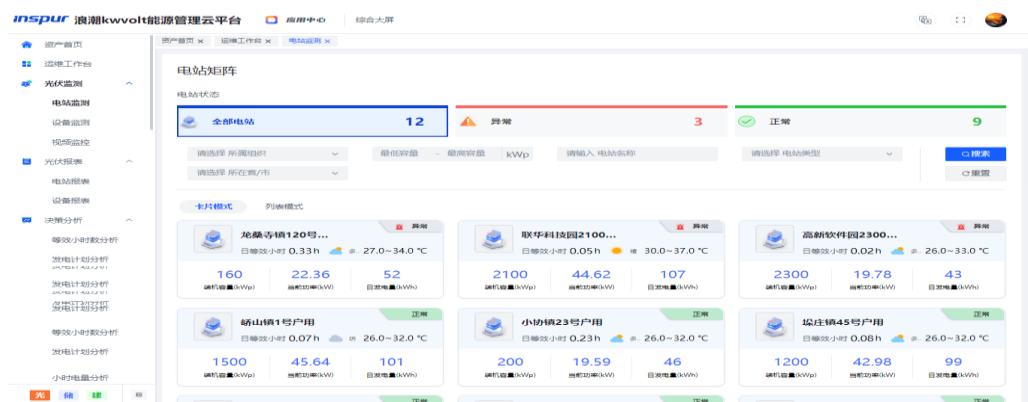 inspur 浪潮kwvolt能源管理云平台 应用中心 综合大屏
资产首页
运维工作台
光伏监测
电站监测
设备监测
视频监控
光伏报表
电站报表
设备报表
决策分析
等效小时数分析
发电计划分析
发电计划分析
发电计划分析
等效小时数分析
发电计划分析
小时电量分析
光 储 建
资产首页 × 运维工作台 × 电站监测 ×
电站矩阵
电站状态
全部电站 12
异常 3
正常 9
请选择 所属组织 最低容量 - 最高容量 kWp 请输入 电站名称 请选择 电站类型 搜索
请选择 所在省/市 重置
卡片模式 列表模式
异常
龙桑寺镇120号...
日等效小时 0.33h 多... 27.0~34.0 °C
160 22.36 52
装机容量(kWp) 当前功率(kW) 日发电量(kWh)
异常
联华科技园2100...
日等效小时 0.05h 晴 30.0~37.0 °C
2100 44.62 107
装机容量(kWp) 当前功率(kW) 日发电量(kWh)
异常
高新软件园2300...
日等效小时 0.02h 多... 26.0~33.0 °C
2300 19.78 43
装机容量(kWp) 当前功率(kW) 日发电量(kWh)
正常
峤山镇1号户用
日等效小时 0.07h 阴 26.0~32.0 °C
1500 45.64 101
装机容量(kWp) 当前功率(kW) 日发电量(kWh)
正常
小协镇23号户用
日等效小时 0.23h 多... 26.0~32.0 °C
200 19.59 46
装机容量(kWp) 当前功率(kW) 日发电量(kWh)
正常
垛庄镇45号户用
日等效小时 0.08h 多... 26.0~32.0 °C
1200 42.98 99
装机容量(kWp) 当前功率(kW) 日发电量(kWh)
正常 正常 正常